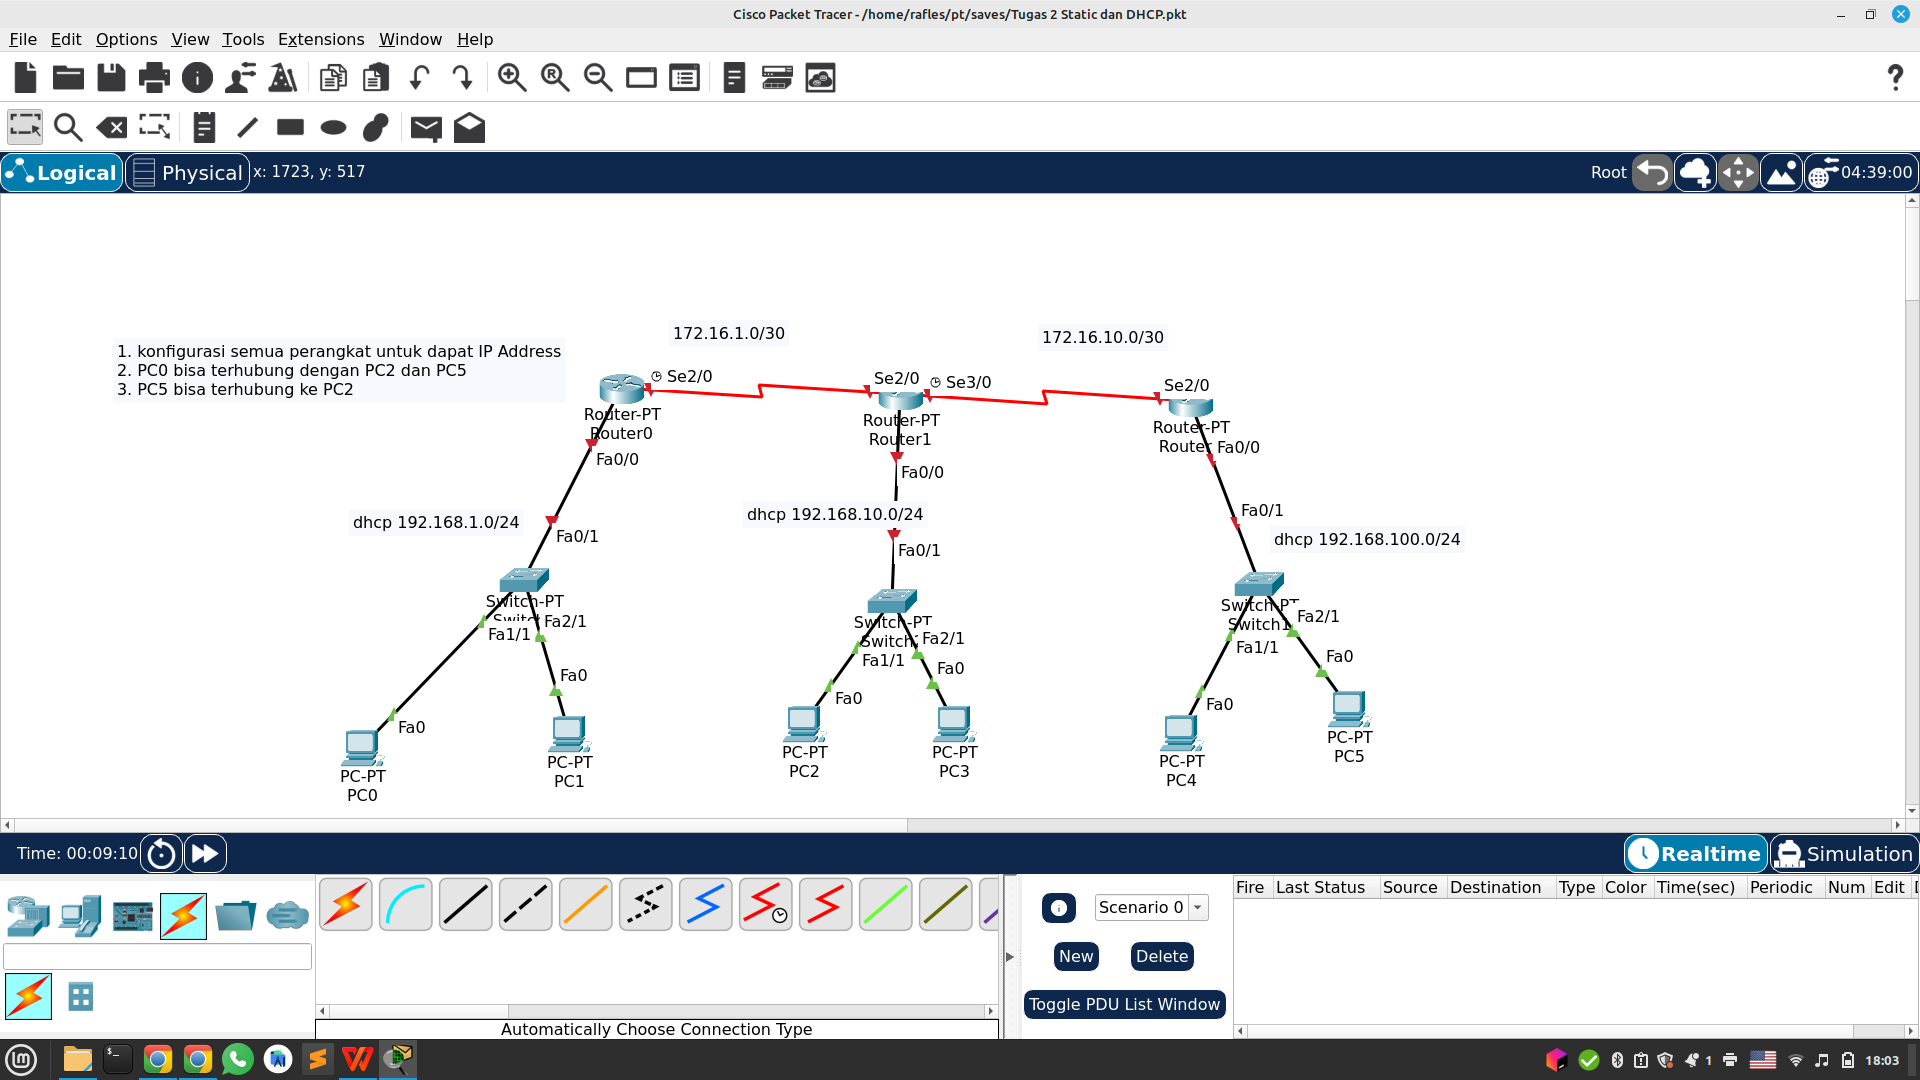 Cisco Packet Tracer - /home/rafles/pt/saves/Tugas 2 Static dan DHCP.pkt
File Edit Options View Tools Extensions Window Help
Logical Physical x: 1723, y: 517 Root 04:39:00
172.16.1.0/30
172.16.10.0/30
1. konfigurasi semua perangkat untuk dapat IP Address
2. PC0 bisa terhubung dengan PC2 dan PC5
3. PC5 bisa terhubung ke PC2
Se2/0
Se2/0
Se3/0
Se2/0
Router-PT
Router0
Fa0/0
Router-PT
Router1
Fa0/0
Router-PT
Router
Fa0/0
dhcp 192.168.1.0/24
dhcp 192.168.10.0/24
Fa0/1
Fa0/1
Fa0/1
dhcp 192.168.100.0/24
Switch-PT
Fa2/1
Fa1/1
Switch-PT
Switch
Fa2/1
Fa1/1
Switch-PT
Switch1
Fa2/1
Fa1/1
Fa0
Fa0
Fa0
Fa0
Fa0
Fa0
PC-PT
PC0
PC-PT
PC1
PC-PT
PC2
PC-PT
PC3
PC-PT
PC4
PC-PT
PC5
Time: 00:09:10 Realtime Simulation
Scenario 0
New Delete
Toggle PDU List Window
Fire Last Status Source Destination Type Color Time(sec) Periodic Num Edit
Automatically Choose Connection Type
1 18:03